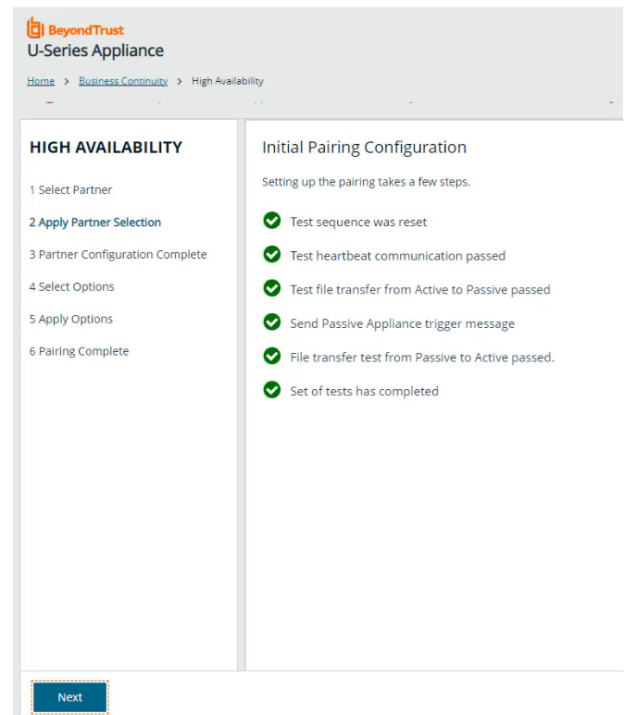 BeyondTrust
U-Series Appliance
Home > Business Continuity > High Availability
HIGH AVAILABILITY
1 Select Partner
2 Apply Partner Selection
3 Partner Configuration Complete
4 Select Options
5 Apply Options
6 Pairing Complete
Initial Pairing Configuration
Setting up the pairing takes a few steps.
Test sequence was reset
Test heartbeat communication passed
Test file transfer from Active to Passive passed
Send Passive Appliance trigger message
File transfer test from Passive to Active passed.
Set of tests has completed
Next